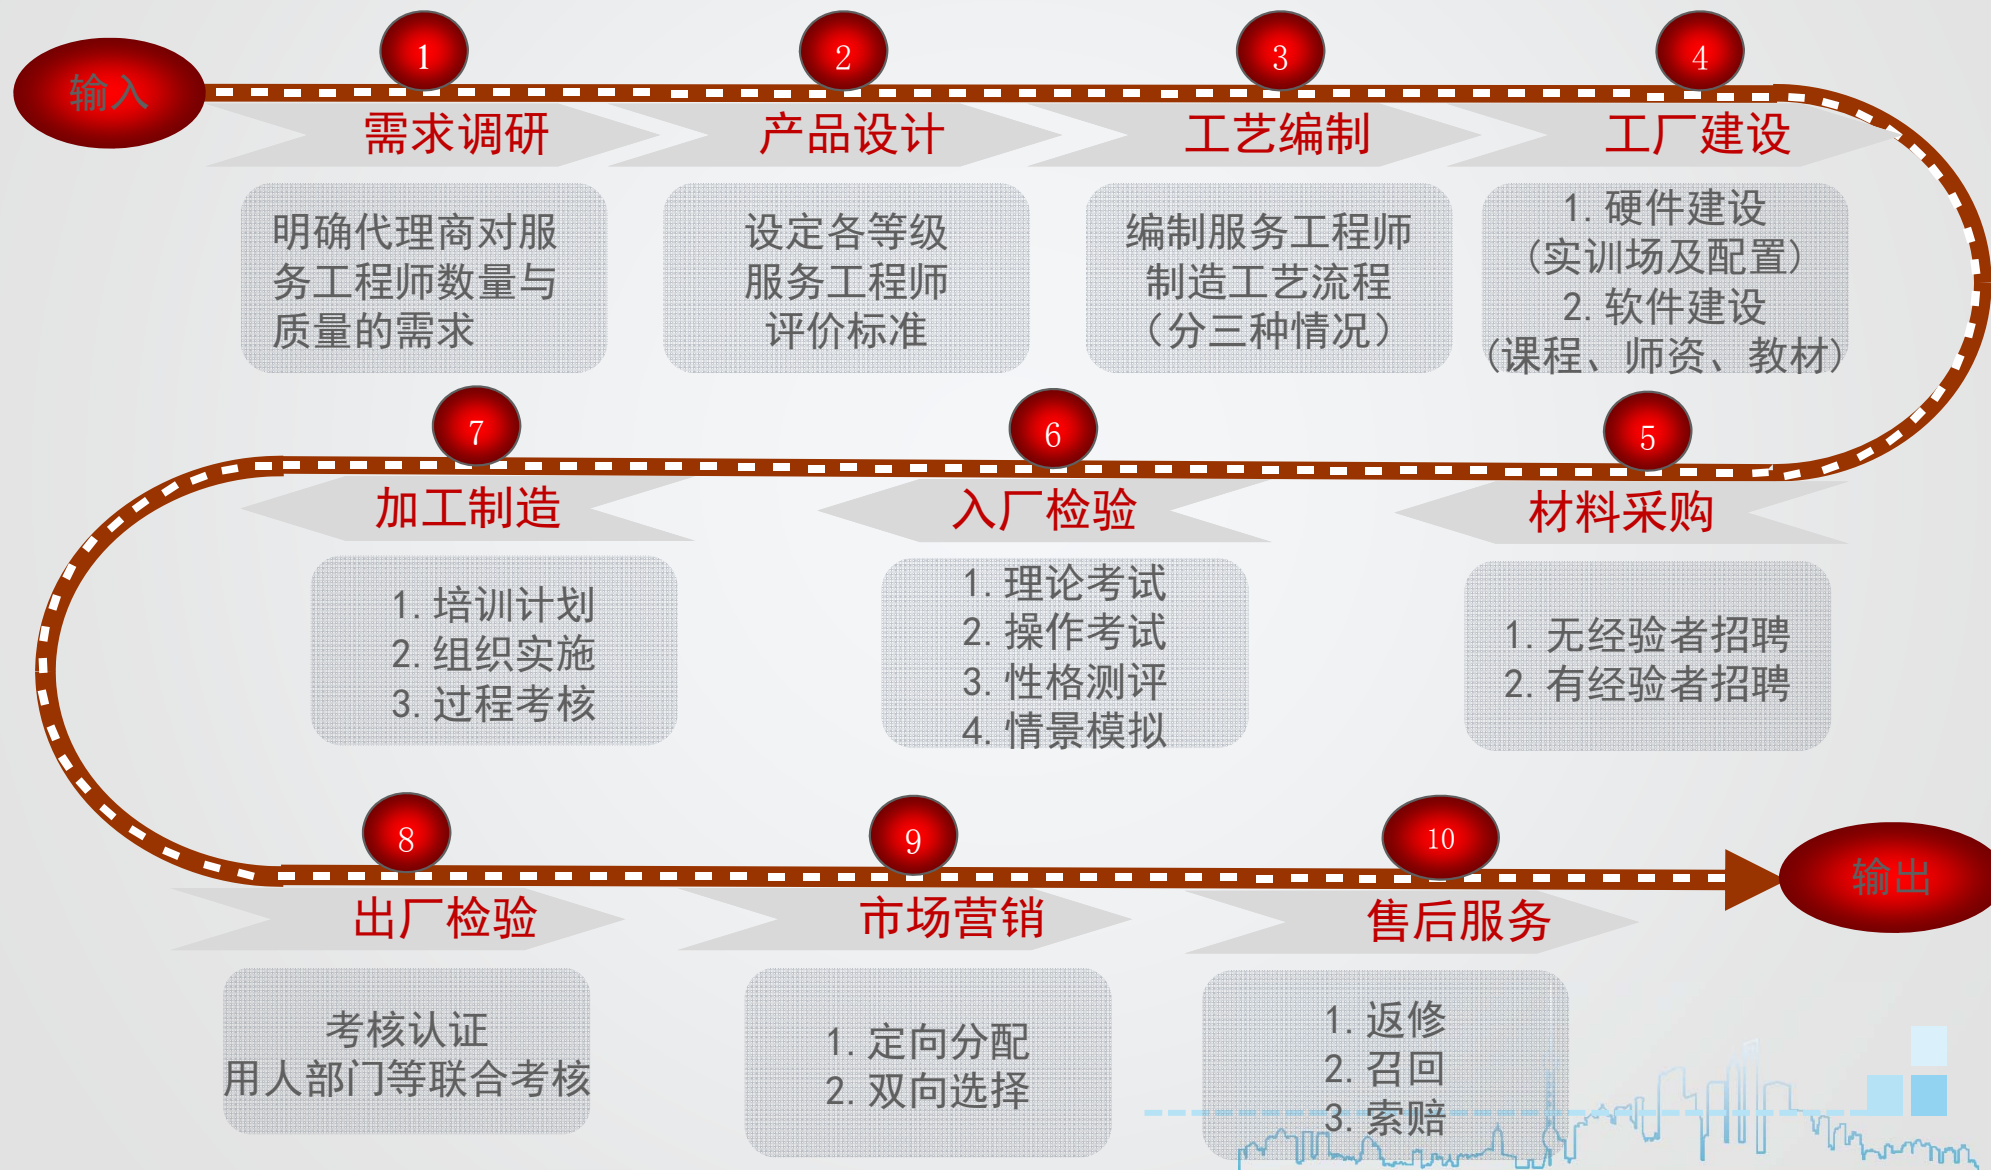 输入
1
需求调研
明确代理商对服
务工程师数量与
质量的需求
2
产品设计
设定各等级
服务工程师
评价标准
3
工艺编制
编制服务工程师
制造工艺流程
（分三种情况）
4
工厂建设
1. 硬件建设
（实训场及配置）
2. 软件建设
（课程、师资、教材）
5
材料采购
1. 无经验者招聘
2. 有经验者招聘
6
入厂检验
1. 理论考试
2. 操作考试
3. 性格测评
4. 情景模拟
7
加工制造
1. 培训计划
2. 组织实施
3. 过程考核
8
出厂检验
考核认证
用人部门等联合考核
9
市场营销
1. 定向分配
2. 双向选择
10
售后服务
1. 返修
2. 召回
3. 索赔
输出